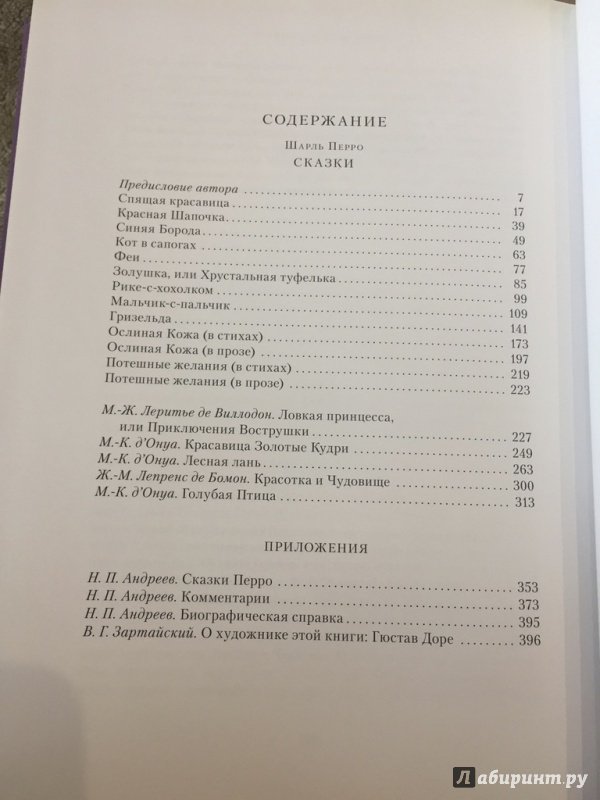 СОДЕРЖАНИЕ
Шарль Перро
СКАЗКИ
Предисловие автора 7
Спящая красавица 17
Красная Шапочка 39
Синяя Борода 49
Кот в сапогах 63
Феи 77
Золушка, или Хрустальная туфелька 85
Рике-с-хохолком 99
Мальчик-с-пальчик 109
Гризельда 141
Ослиная Кожа (в стихах) 173
Ослиная Кожа (в прозе) 197
Потешные желания (в стихах) 219
Потешные желания (в прозе) 223
М.-Ж. Леритье де Виллодон. Ловкая принцесса,
или Приключения Вострушки 227
М.-К. д'Онуа. Красавица Золотые Кудри 249
М.-К. д'Онуа. Лесная лань 263
Ж.-М. Лепренс де Бомон. Красотка и Чудовище 300
М.-К. д'Онуа. Голубая Птица 313
ПРИЛОЖЕНИЯ
Н. П. Андреев. Сказки Перро 353
Н. П. Андреев. Комментарии 373
Н. П. Андреев. Биографическая справка 395
В. Г. Зартайский. О художнике этой книги: Гюстав Доре 396
Лабиринт.ру